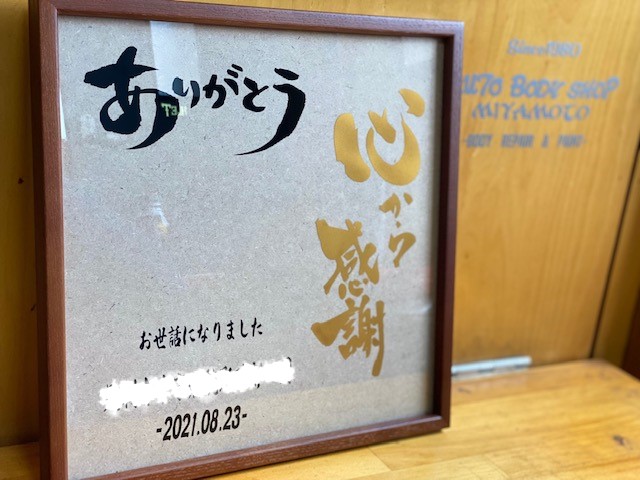 ありがとう
心から
感謝
お世話になりました
-2021.08.23-
Since1980
AUTO BODY SHOP
MIYAMOTO
-BODY REPAIR & PAINT-